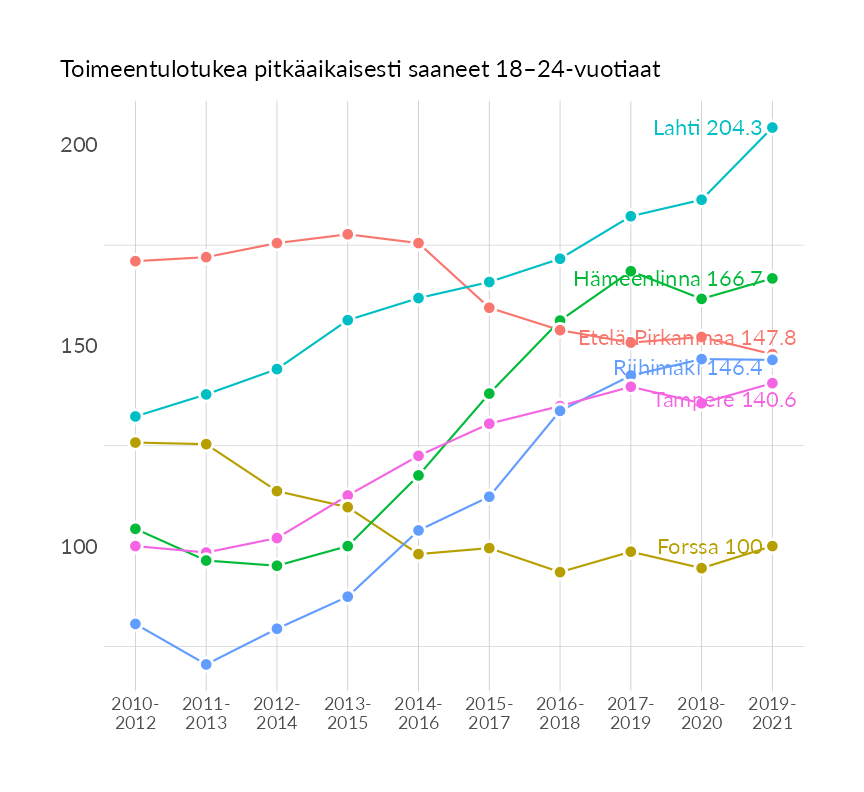 Toimeentulotukea pitkäaikaisesti saaneet 18–24-vuotiaat
Lahti 204.3
200
Hämeenlinna 166.7
Etelä-Pirkanmaa 147.8
150
Riihimäki 146.4
Tampere 140.6
Forssa 100
100
2010- 2011- 2012- 2013- 2014- 2015- 2016- 2017- 2018- 2019-
2012 2013 2014 2015 2016 2017 2018 2019 2020 2021